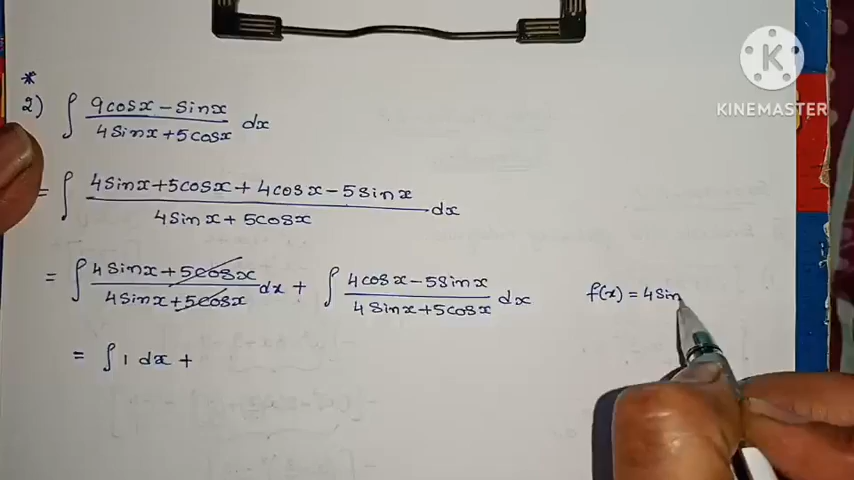 K
KINEMASTER
*
2) ∫ (9cosx − sinx)/(4sinx + 5cosx) dx
= ∫ (4sinx + 5cosx + 4cosx − 5sinx)/(4sinx + 5cosx) dx
= ∫ (4sinx + 5cosx)/(4sinx + 5cosx) dx + ∫ (4cosx − 5sinx)/(4sinx + 5cosx) dx
f(x) = 4sin
= ∫ 1 dx +